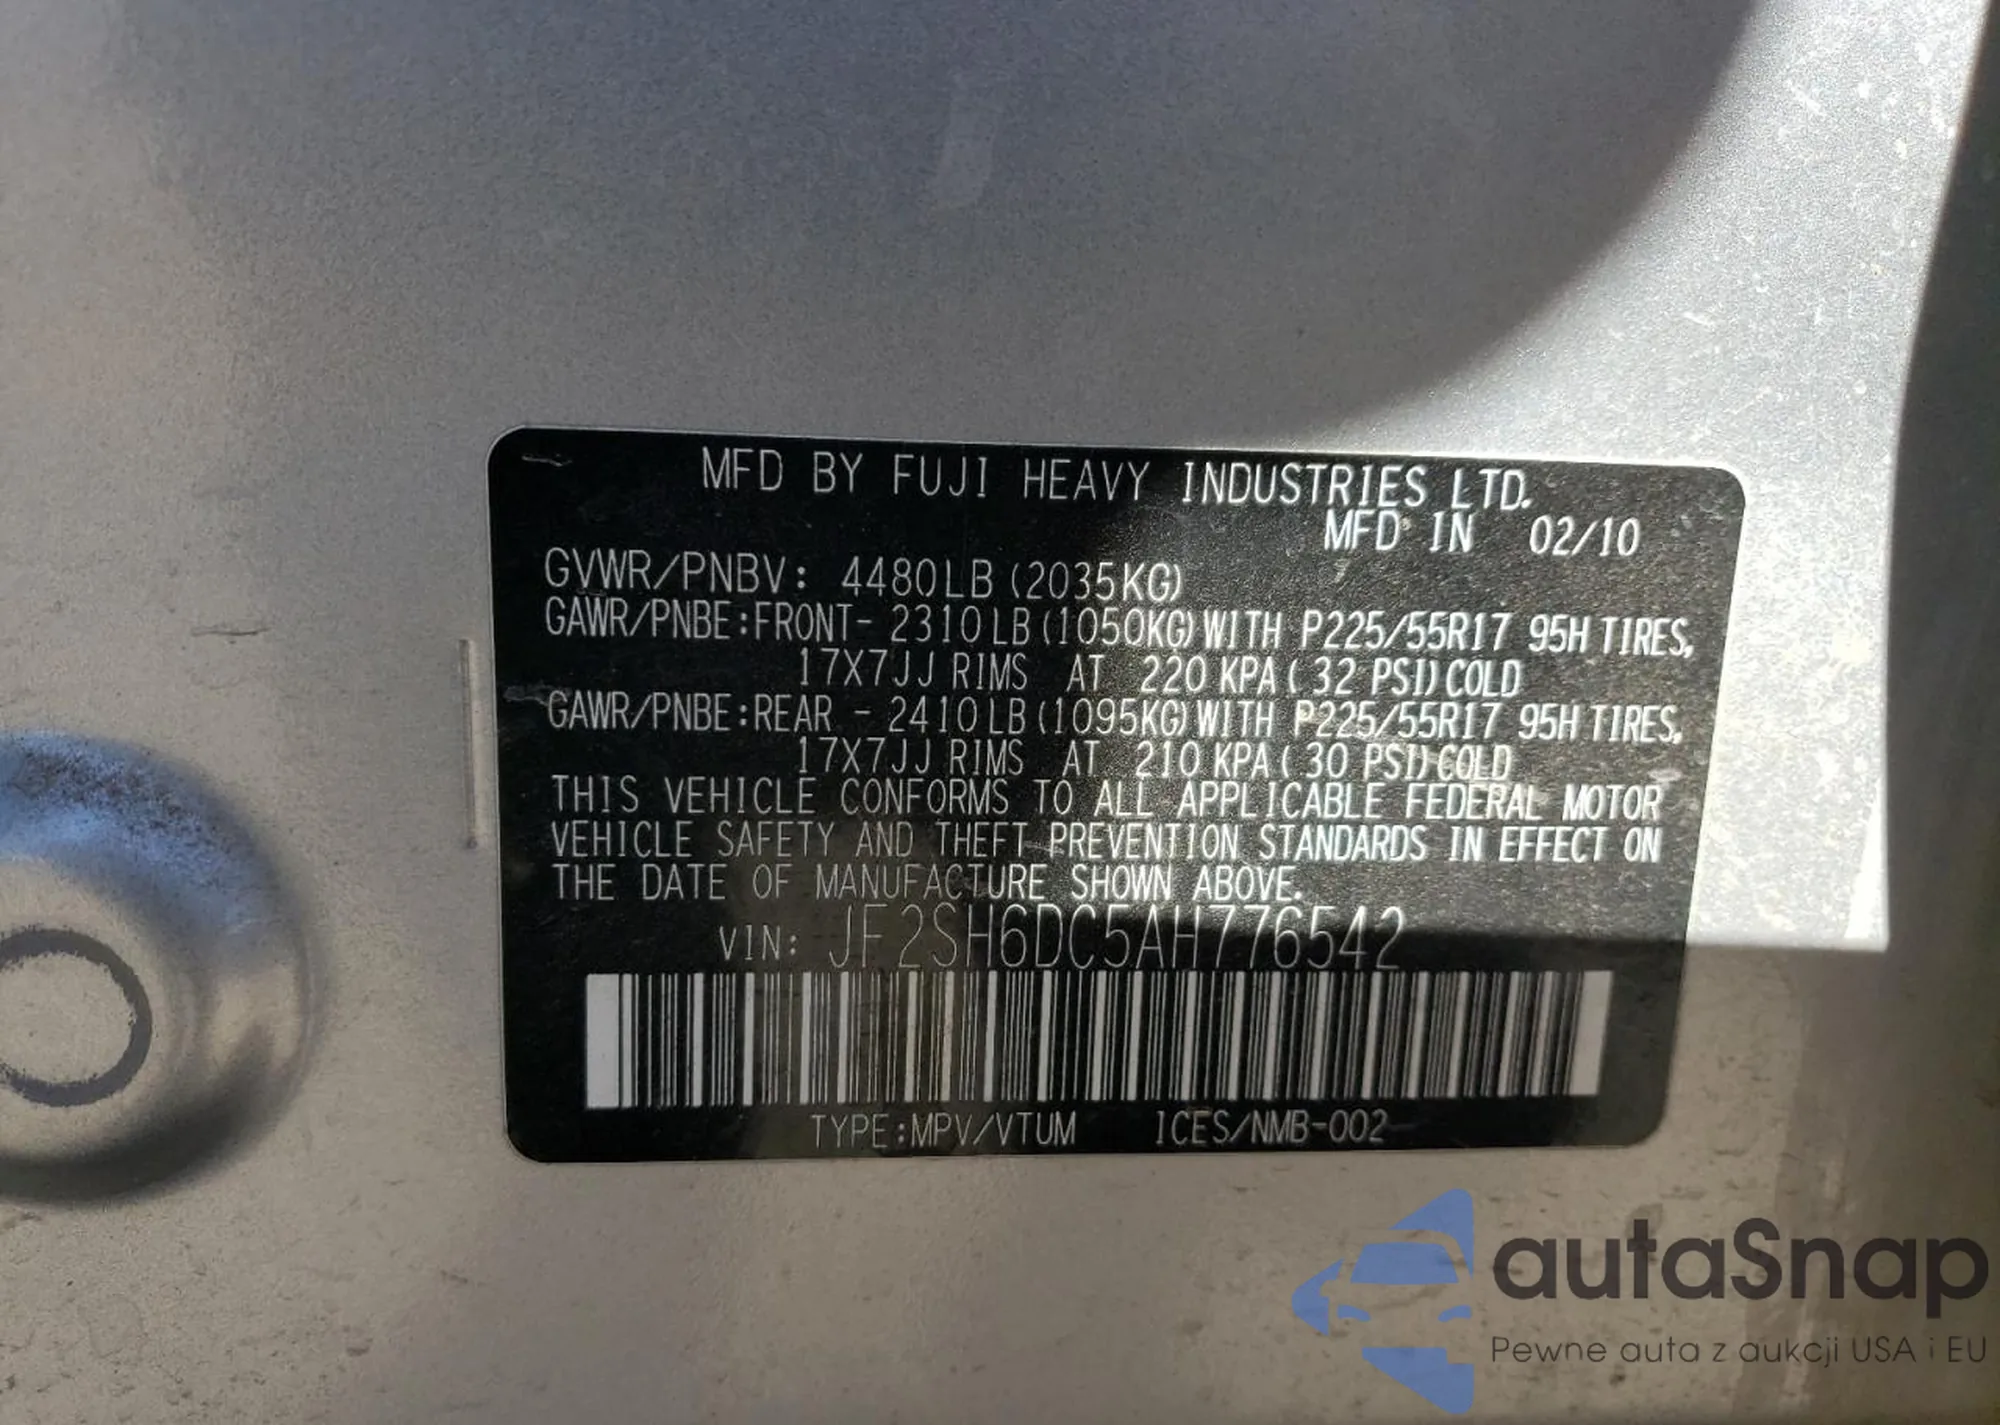 MFD BY FUJI HEAVY INDUSTRIES LTD.
MFD IN 02/10
GVWR/PNBV: 4480LB (2035KG)
GAWR/PNBE:FRONT- 2310LB (1050KG) WITH P225/55R17 95H TIRES,
17X7JJ RIMS AT 220 KPA ( 32 PSI) COLD
GAWR/PNBE:REAR - 2410LB (1095KG) WITH P225/55R17 95H TIRES,
17X7JJ RIMS AT 210 KPA ( 30 PSI) COLD
THIS VEHICLE CONFORMS TO ALL APPLICABLE FEDERAL MOTOR
VEHICLE SAFETY AND THEFT PREVENTION STANDARDS IN EFFECT ON
THE DATE OF MANUFACTURE SHOWN ABOVE.
VIN: JF2SH6DC5AH776542
TYPE:MPV/VTUM ICES/NMB-002
autaSnap
Pewne auta z aukcji USA i EU